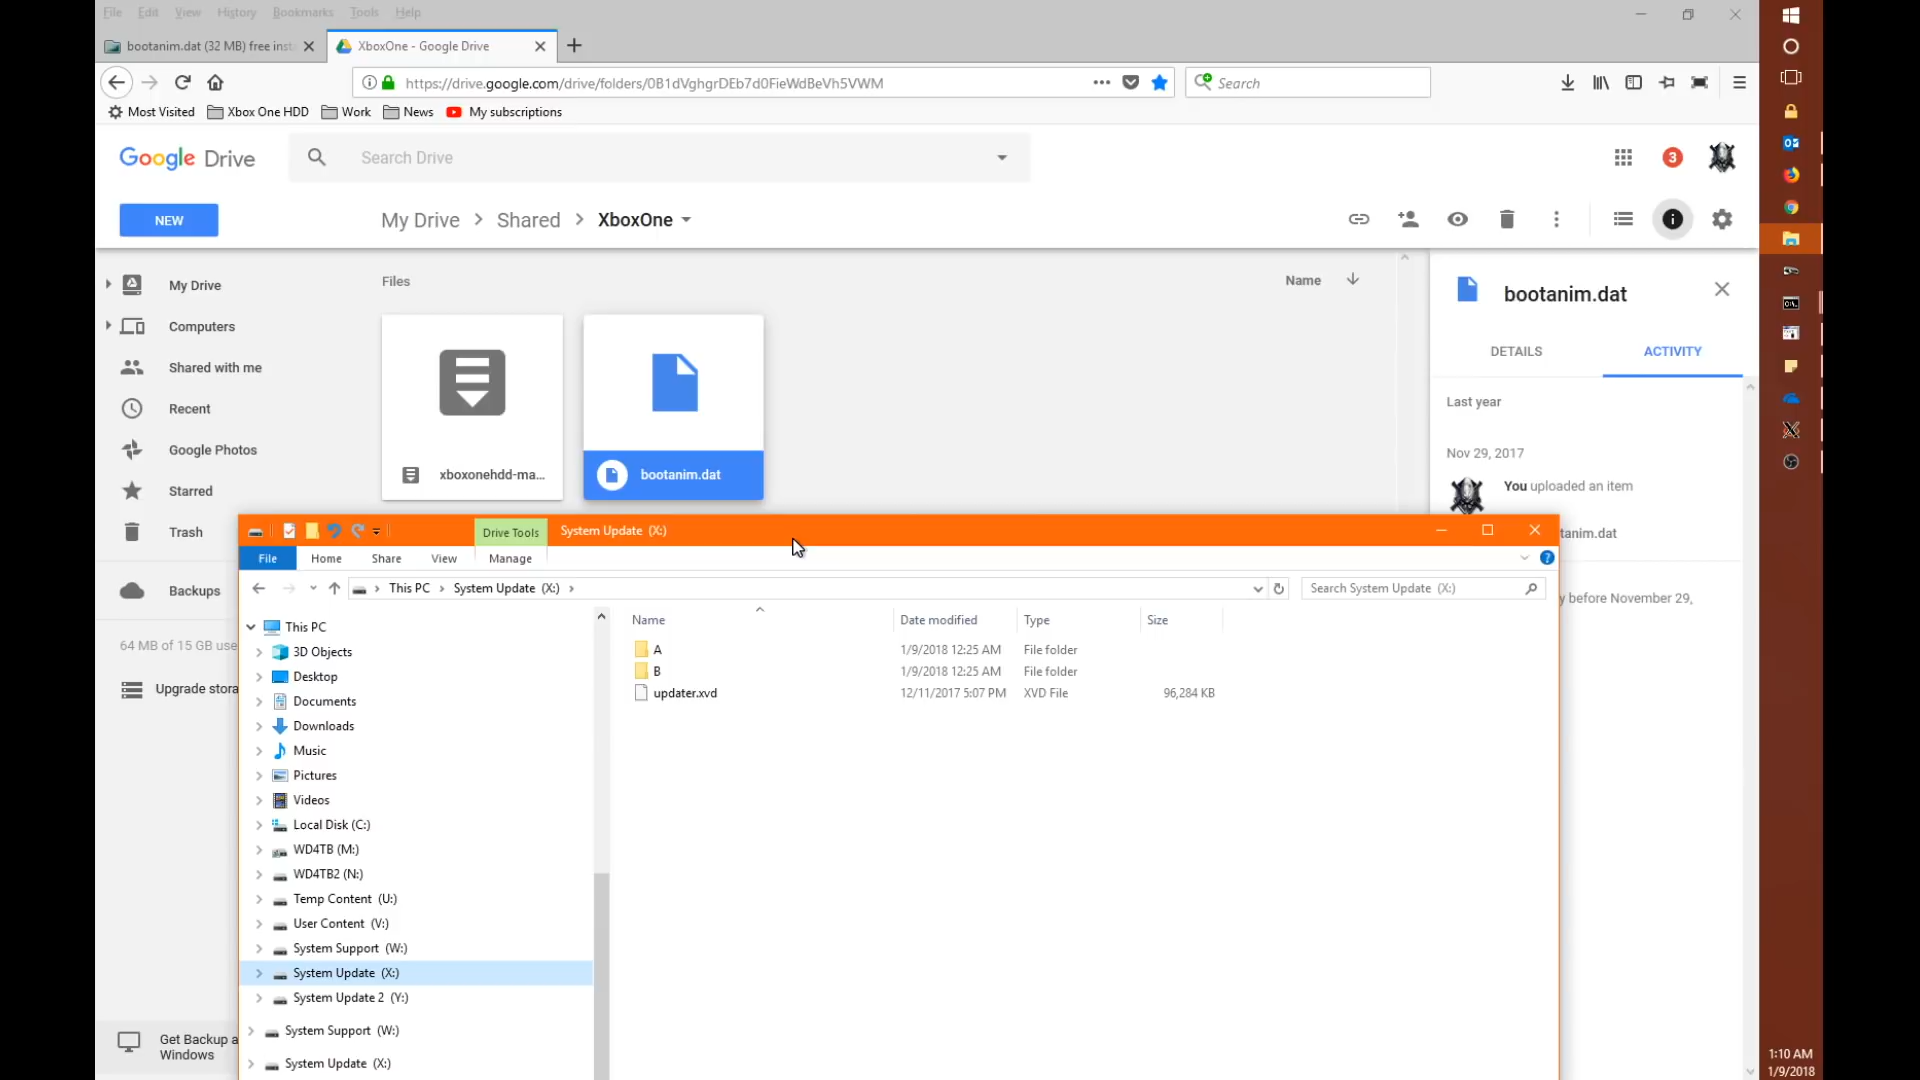 File Edit View History Bookmarks Tools Help
bootanim.dat (32 MB) free inst
XboxOne - Google Drive
https://drive.google.com/drive/folders/0B1dVghgrDEb7d0FieWdBeVh5VWM
Search
Most Visited Xbox One HDD Work News My subscriptions
Google Drive
Search Drive
3
NEW
My Drive > Shared > XboxOne
My Drive
Computers
Shared with me
Recent
Google Photos
Starred
Trash
Backups
64 MB of 15 GB use
Upgrade stora
Get Backup a
Windows
Files
Name
xboxonehdd-ma...
bootanim.dat
bootanim.dat
DETAILS
ACTIVITY
Last year
Nov 29, 2017
You uploaded an item
tanim.dat
y before November 29,
Drive Tools
System Update (X:)
File Home Share View Manage
This PC > System Update (X:) >
Search System Update (X:)
This PC
3D Objects
Desktop
Documents
Downloads
Music
Pictures
Videos
Local Disk (C:)
WD4TB (M:)
WD4TB2 (N:)
Temp Content (U:)
User Content (V:)
System Support (W:)
System Update (X:)
System Update 2 (Y:)
System Support (W:)
System Update (X:)
Name Date modified Type Size
A 1/9/2018 12:25 AM File folder
B 1/9/2018 12:25 AM File folder
updater.xvd 12/11/2017 5:07 PM XVD File 96,284 KB
1:10 AM
1/9/2018